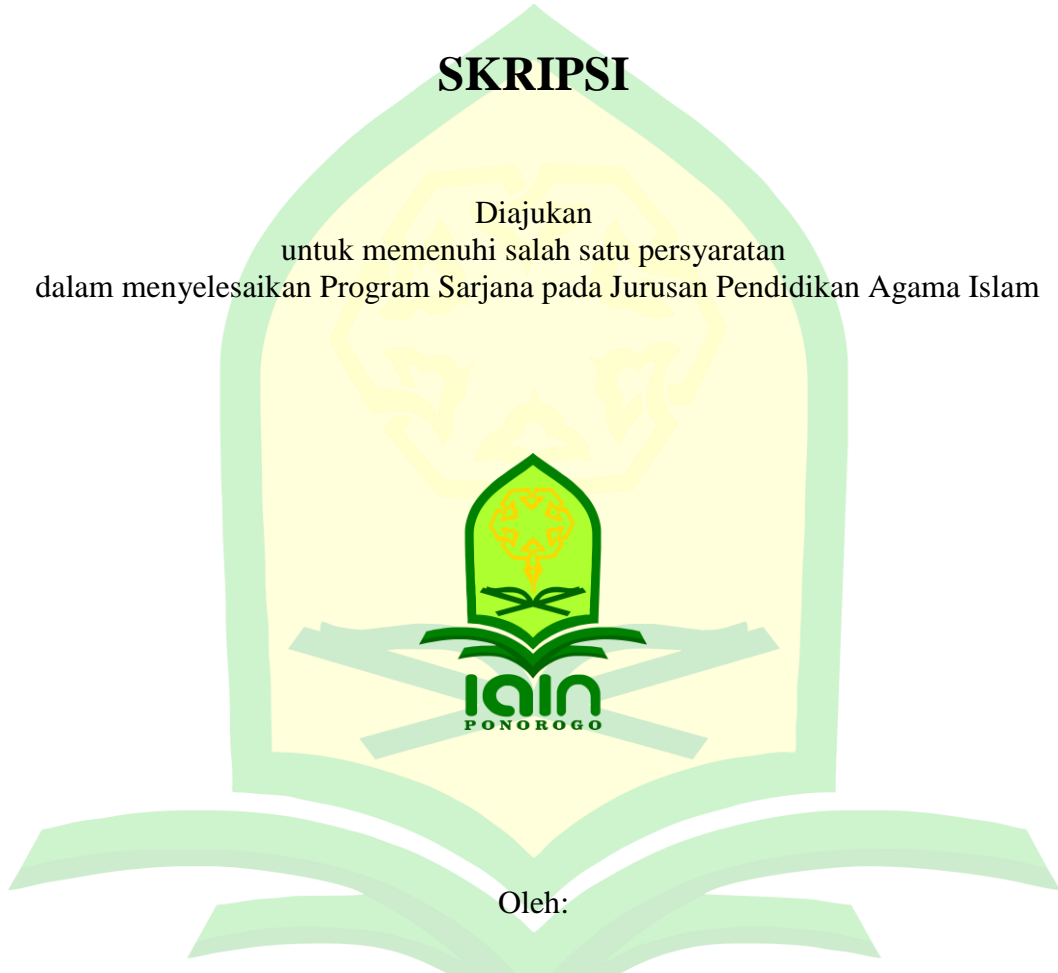 SKRIPSI
Diajukan
untuk memenuhi salah satu persyaratan
dalam menyelesaikan Program Sarjana pada Jurusan Pendidikan Agama Islam
iain
PONOROGO
Oleh: